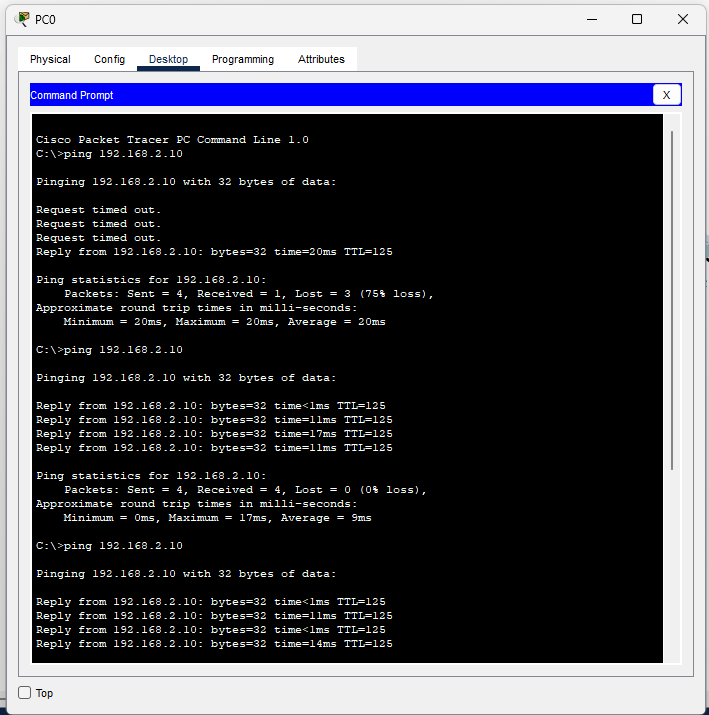 PC0
Physical Config Desktop Programming Attributes
Command Prompt X
Cisco Packet Tracer PC Command Line 1.0
C:\>ping 192.168.2.10
Pinging 192.168.2.10 with 32 bytes of data:
Request timed out.
Request timed out.
Request timed out.
Reply from 192.168.2.10: bytes=32 time=20ms TTL=125
Ping statistics for 192.168.2.10:
Packets: Sent = 4, Received = 1, Lost = 3 (75% loss),
Approximate round trip times in milli-seconds:
Minimum = 20ms, Maximum = 20ms, Average = 20ms
C:\>ping 192.168.2.10
Pinging 192.168.2.10 with 32 bytes of data:
Reply from 192.168.2.10: bytes=32 time<1ms TTL=125
Reply from 192.168.2.10: bytes=32 time=11ms TTL=125
Reply from 192.168.2.10: bytes=32 time=17ms TTL=125
Reply from 192.168.2.10: bytes=32 time=11ms TTL=125
Ping statistics for 192.168.2.10:
Packets: Sent = 4, Received = 4, Lost = 0 (0% loss),
Approximate round trip times in milli-seconds:
Minimum = 0ms, Maximum = 17ms, Average = 9ms
C:\>ping 192.168.2.10
Pinging 192.168.2.10 with 32 bytes of data:
Reply from 192.168.2.10: bytes=32 time<1ms TTL=125
Reply from 192.168.2.10: bytes=32 time=11ms TTL=125
Reply from 192.168.2.10: bytes=32 time<1ms TTL=125
Reply from 192.168.2.10: bytes=32 time=14ms TTL=125
Top